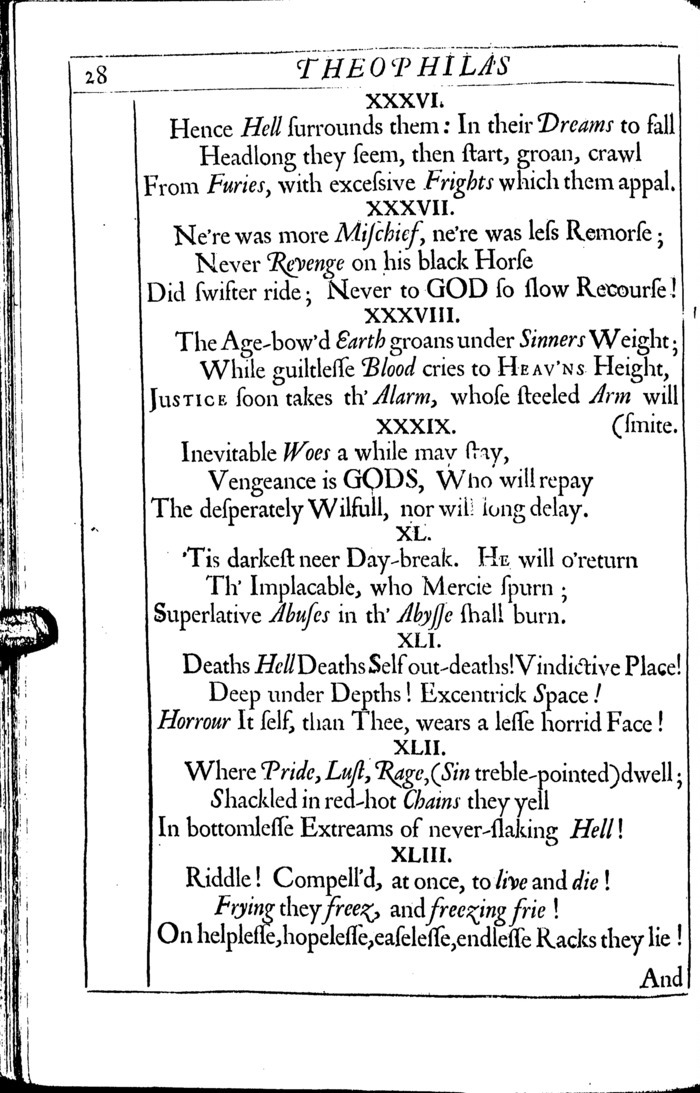 28 THEOPHILAS
XXXVI.
Hence Hell ſurrounds them: In their Dreams to fall
Headlong they ſeem, then ſtart, groan, crawl
From Furies, with exceſsive Frights which them appal.
XXXVII.
Ne're was more Miſchief, ne're was leſs Remorſe;
Never Revenge on his black Horſe
Did ſwifter ride; Never to GOD ſo ſlow Recourſe!
XXXVIII.
The Age-bow'd Earth groans under Sinners Weight;
While guiltleſſe Blood cries to HEAV'NS Height,
JUSTICE ſoon takes th' Alarm, whoſe ſteeled Arm will
XXXIX. (ſmite.
Inevitable Woes a while may ſtay,
Vengeance is GODS, Who will repay
The deſperately Wilfull, nor will long delay.
XL.
'Tis darkeſt neer Day-break. HE will o'return
Th' Implacable, who Mercie ſpurn;
Superlative Abuſes in th' Abyſſe ſhall burn.
XLI.
Deaths Hell Deaths Self out-deaths! Vindictive Place!
Deep under Depths! Excentrick Space!
Horrour It ſelf, than Thee, wears a leſſe horrid Face!
XLII.
Where Pride, Luſt, Rage, (Sin treble-pointed) dwell;
Shackled in red-hot Chains they yell
In bottomleſſe Extreams of never-ſlaking Hell!
XLIII.
Riddle! Compell'd, at once, to live and die!
Frying they freez, and freezing frie!
On helpleſſe, hopeleſſe, eaſeleſſe, endleſſe Racks they lie!
And